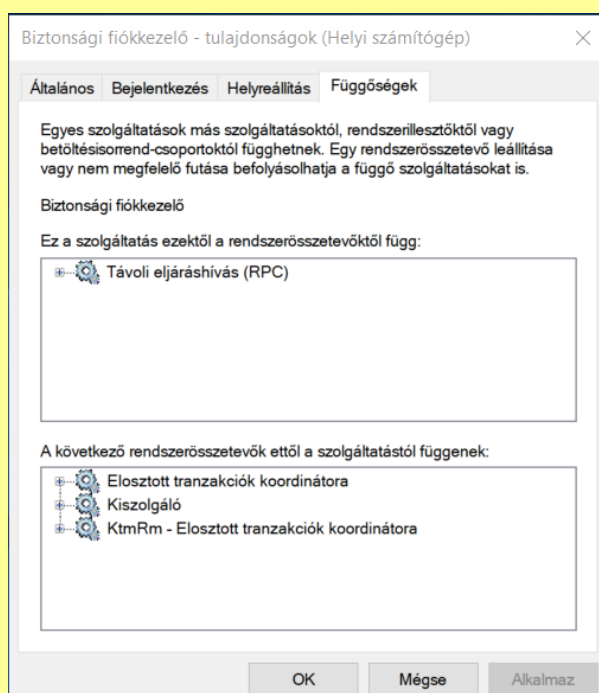 Biztonsági fiókkezelő - tulajdonságok (Helyi számítógép)
Általános Bejelentkezés Helyreállítás Függőségek
Egyes szolgáltatások más szolgáltatásoktól, rendszerillesztőktől vagy
betöltésisorrend-csoportoktól függhetnek. Egy rendszerösszetevő leállítása
vagy nem megfelelő futása befolyásolhatja a függő szolgáltatásokat is.
Biztonsági fiókkezelő
Ez a szolgáltatás ezektől a rendszerösszetevőktől függ:
Távoli eljáráshívás (RPC)
A következő rendszerösszetevők ettől a szolgáltatástól függenek:
Elosztott tranzakciók koordinátora
Kiszolgáló
KtmRm - Elosztott tranzakciók koordinátora
OK Mégse Alkalmaz